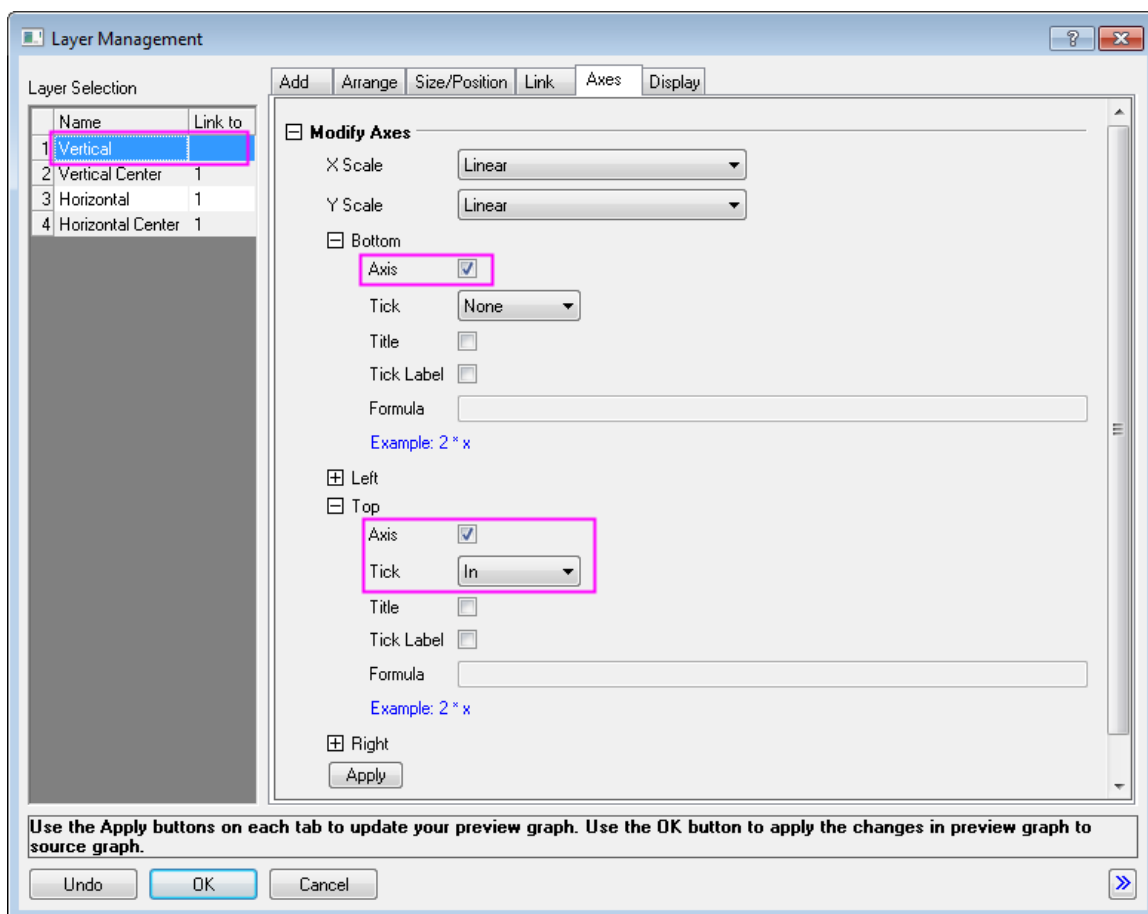 Layer Management
Layer Selection
Name Link to
1 Vertical
2 Vertical Center 1
3 Horizontal 1
4 Horizontal Center 1
Add Arrange Size/Position Link Axes Display
Modify Axes
X Scale Linear
Y Scale Linear
Bottom
Axis
Tick None
Title
Tick Label
Formula
Example: 2 * x
Left
Top
Axis
Tick In
Title
Tick Label
Formula
Example: 2 * x
Right
Apply
Use the Apply buttons on each tab to update your preview graph. Use the OK button to apply the changes in preview graph to
source graph.
Undo OK Cancel